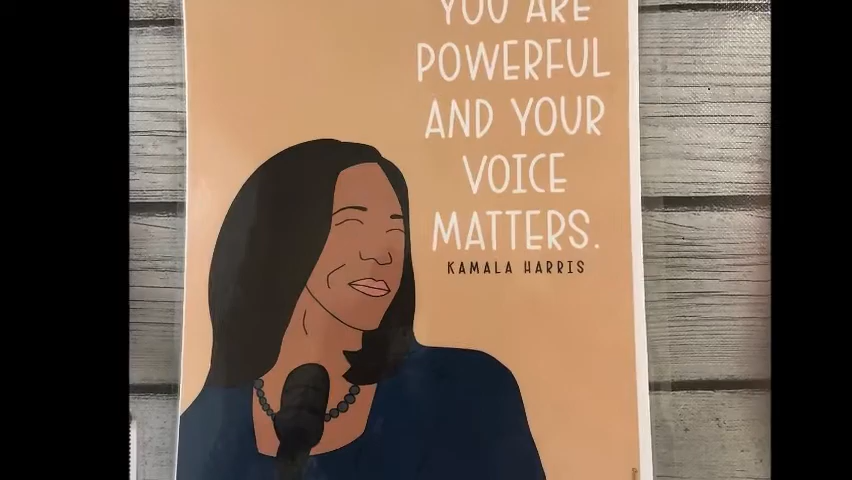 YOU ARE
POWERFUL
AND YOUR
VOICE
MATTERS.
KAMALA HARRIS